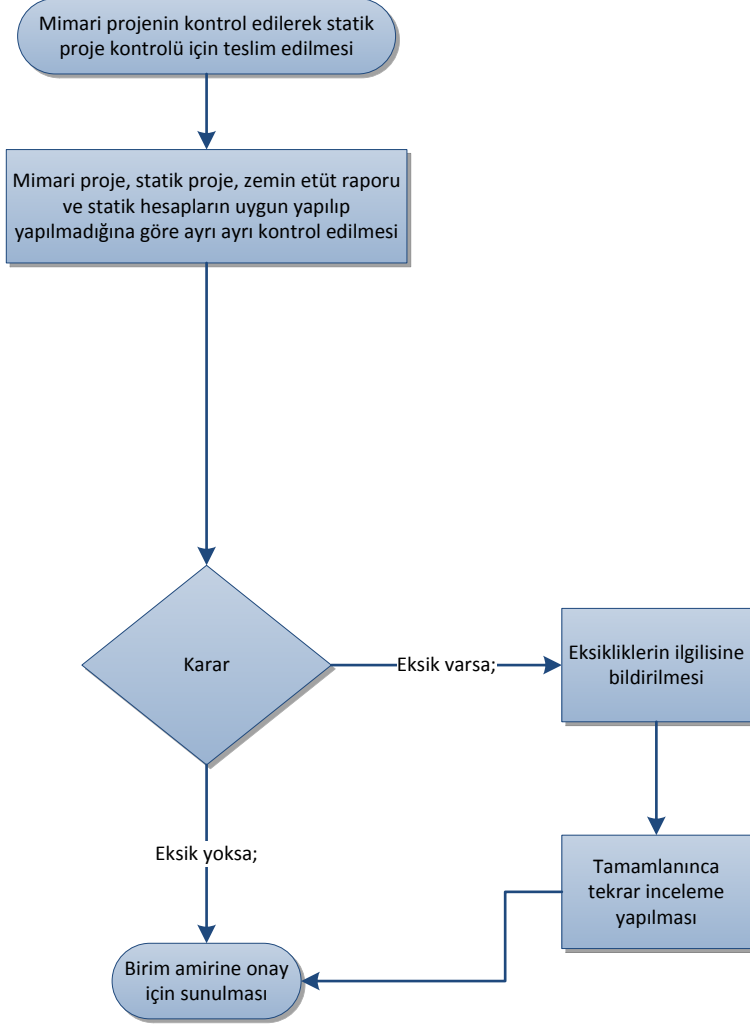 Mimari projenin kontrol edilerek statik
proje kontrolü için teslim edilmesi
Mimari proje, statik proje, zemin etüt raporu
ve statik hesapların uygun yapılıp
yapılmadığına göre ayrı ayrı kontrol edilmesi
Karar
Eksik varsa;
Eksikliklerin ilgilisine
bildirilmesi
Eksik yoksa;
Tamamlanınca
tekrar inceleme
yapılması
Birim amirine onay
için sunulması